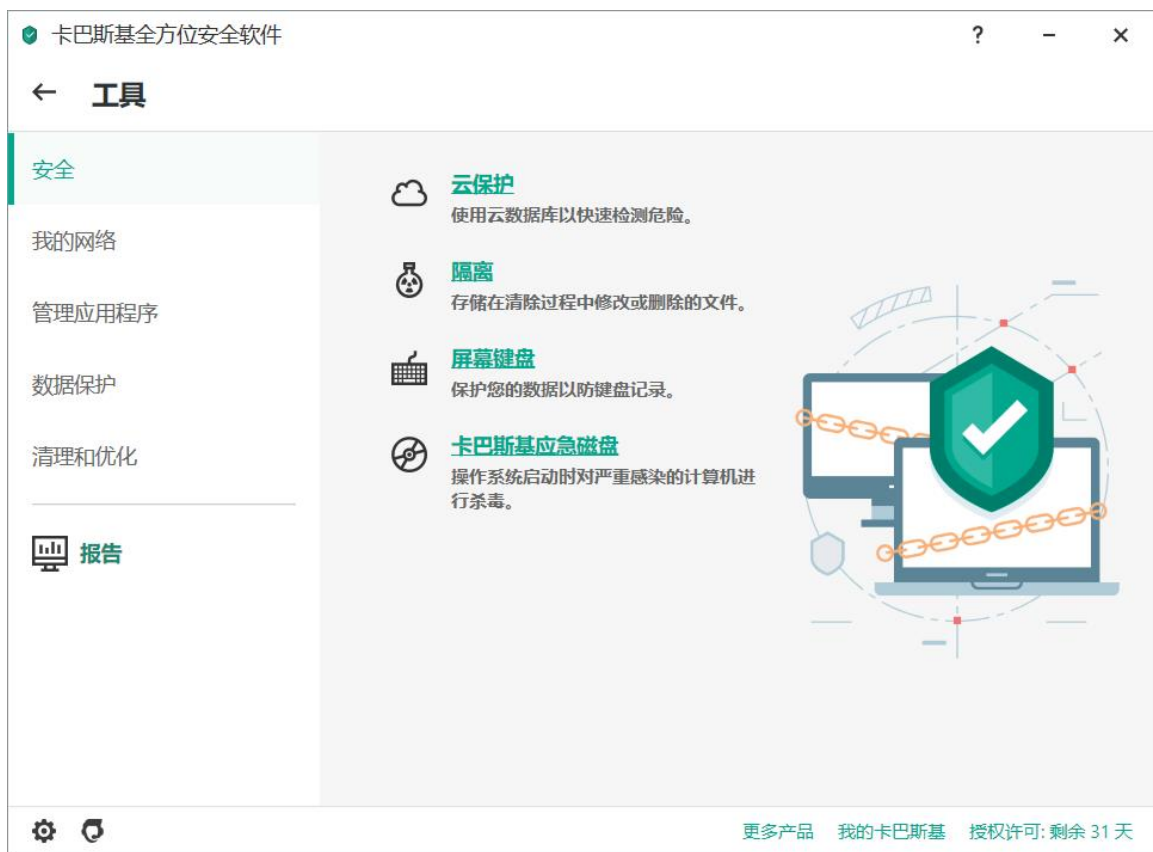 卡巴斯基全方位安全软件
?
工具
安全
我的网络
管理应用程序
数据保护
清理和优化
报告
云保护
使用云数据库以快速检测危险。
隔离
存储在清除过程中修改或删除的文件。
屏幕键盘
保护您的数据以防键盘记录。
卡巴斯基应急磁盘
操作系统启动时对严重感染的计算机进
行杀毒。
更多产品 我的卡巴斯基 授权许可: 剩余 31 天